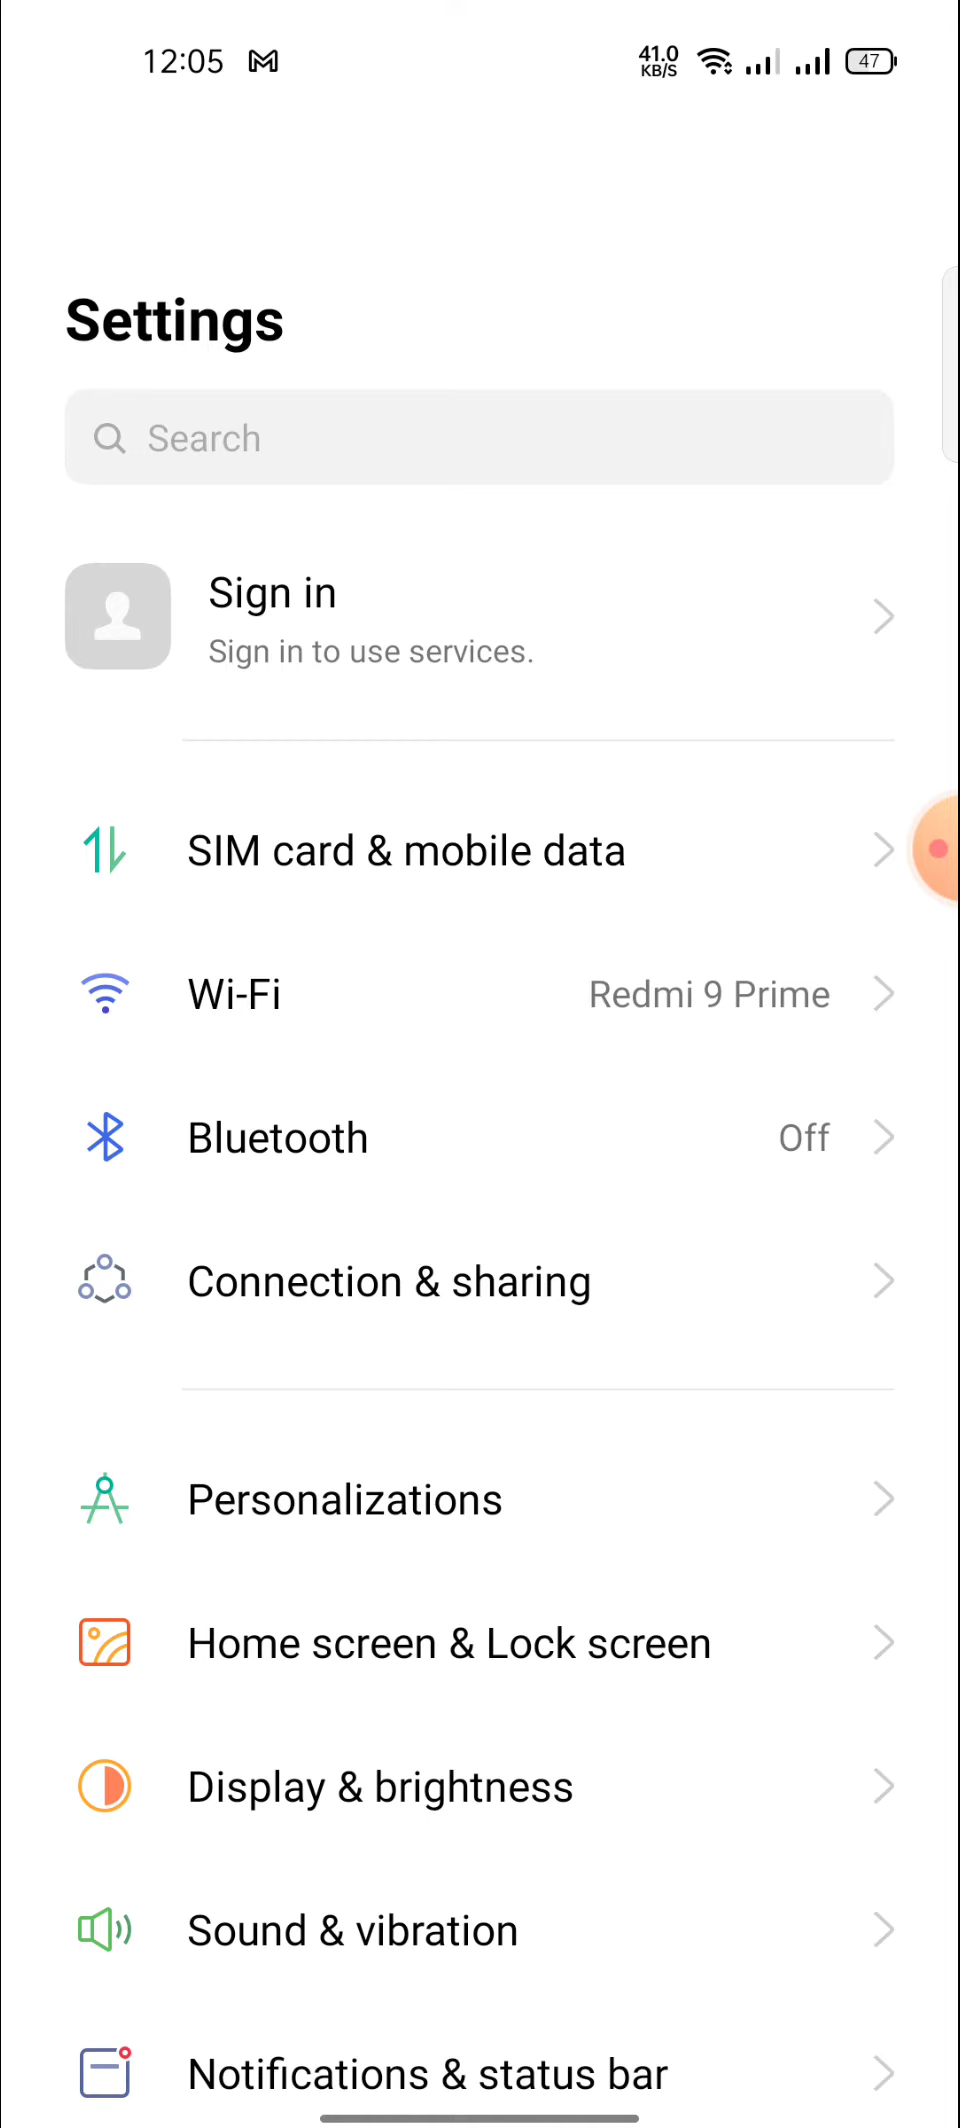 12:05 41.0 47
KB/S
Settings
Search
Sign in
Sign in to use services.
SIM card & mobile data
Wi-Fi Redmi 9 Prime
Bluetooth Off
Connection & sharing
Personalizations
Home screen & Lock screen
Display & brightness
Sound & vibration
Notifications & status bar